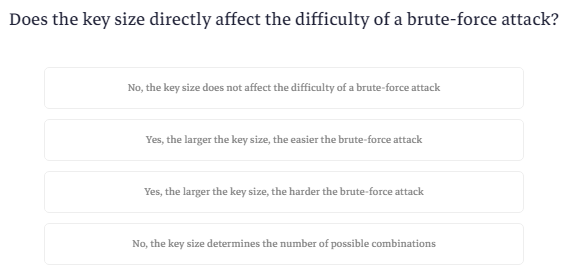 Does the key size directly affect the difficulty of a brute-force attack?
No, the key size does not affect the difficulty of a brute-force attack
Yes, the larger the key size, the easier the brute-force attack
Yes, the larger the key size, the harder the brute-force attack
No, the key size determines the number of possible combinations